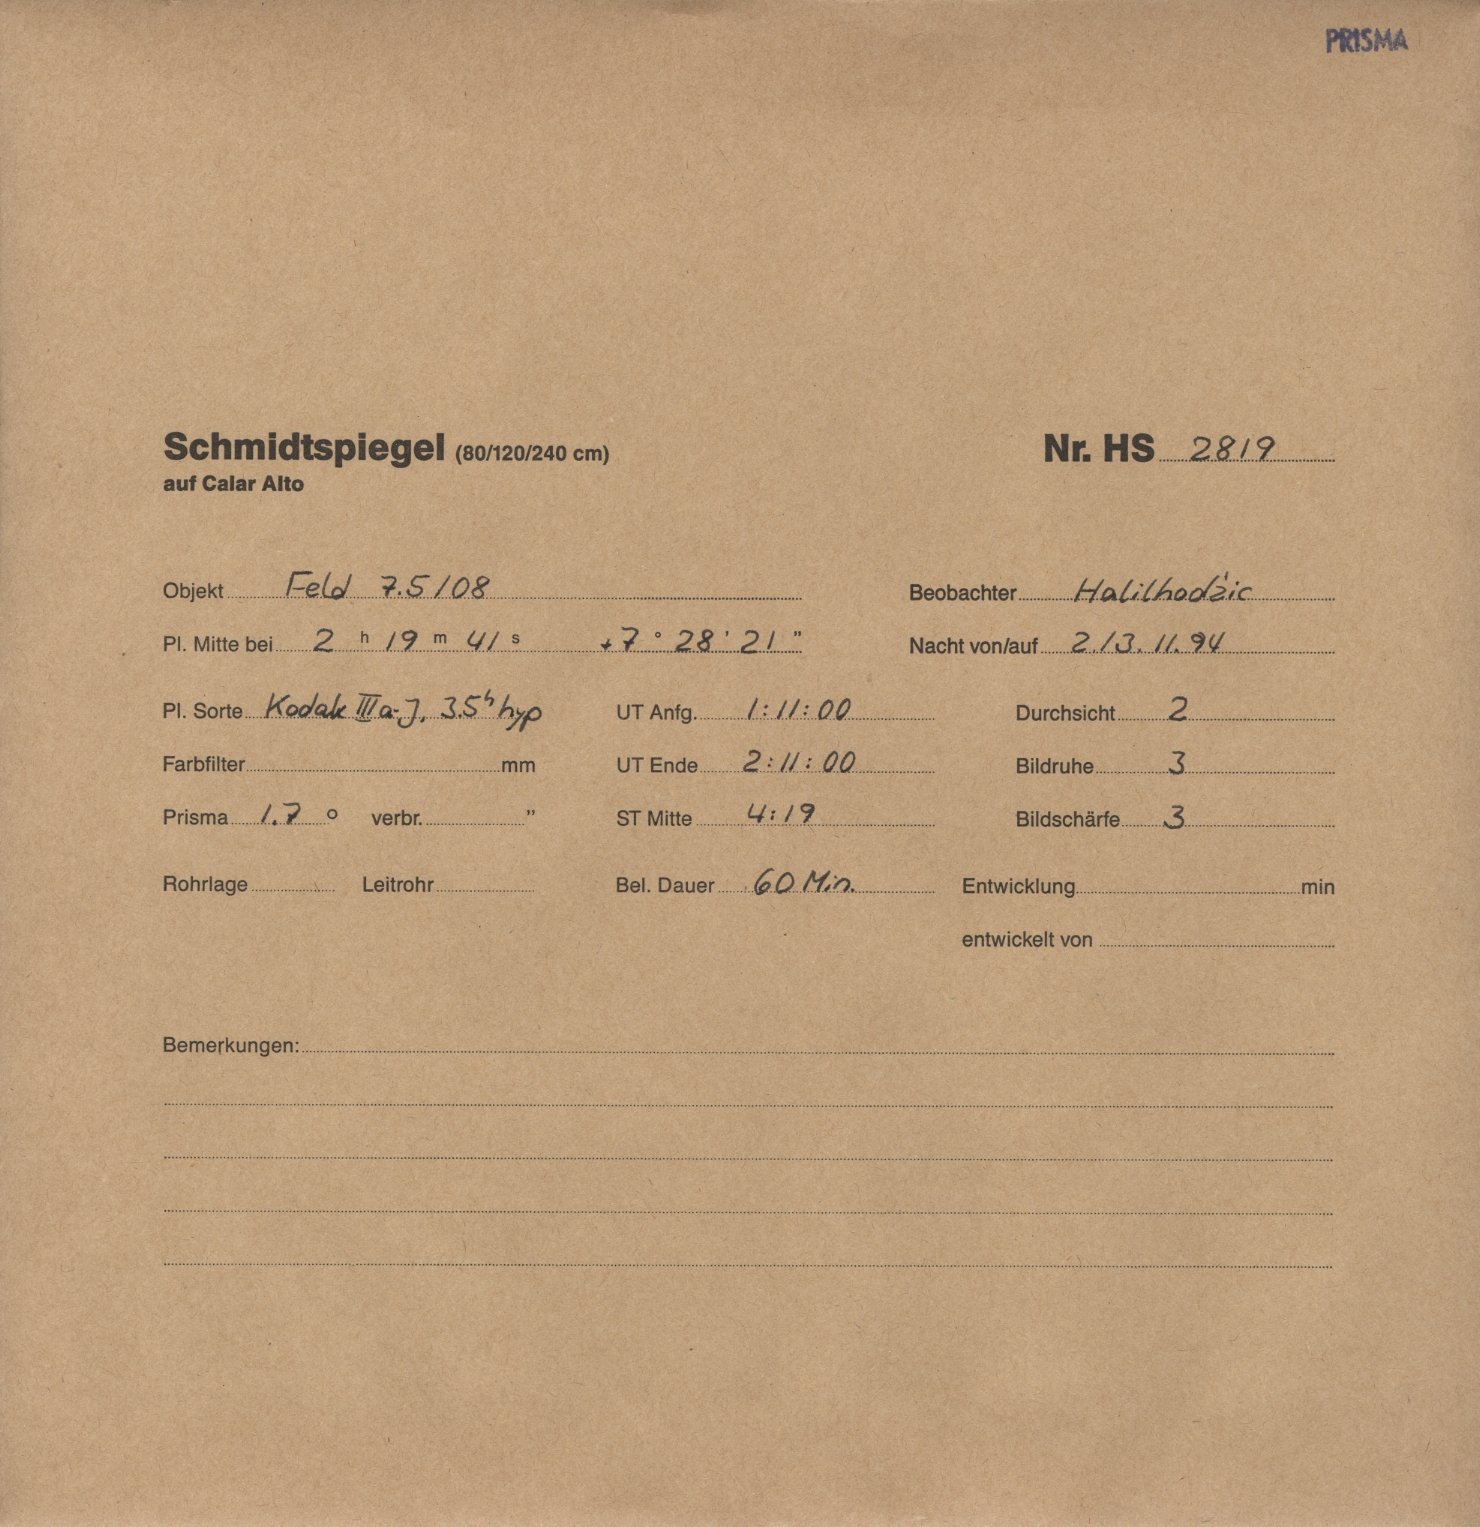 PRISMA
Schmidtspiegel (80/120/240 cm) Nr. HS 2819
auf Calar Alto
Objekt Feld 7.5/08 Beobachter Halilhodžic
Pl. Mitte bei 2 h 19 m 41 s +7 ° 28 ' 21 " Nacht von/auf 2./3. 11. 94
Pl. Sorte Kodak IIIa-J, 3.5h hyp UT Anfg. 1:11:00 Durchsicht 2
Farbfilter mm UT Ende 2:11:00 Bildruhe 3
Prisma 1.7 ° verbr. " ST Mitte 4:19 Bildschärfe 3
Rohrlage Leitrohr Bel. Dauer 60 Min. Entwicklung min
entwickelt von
Bemerkungen: